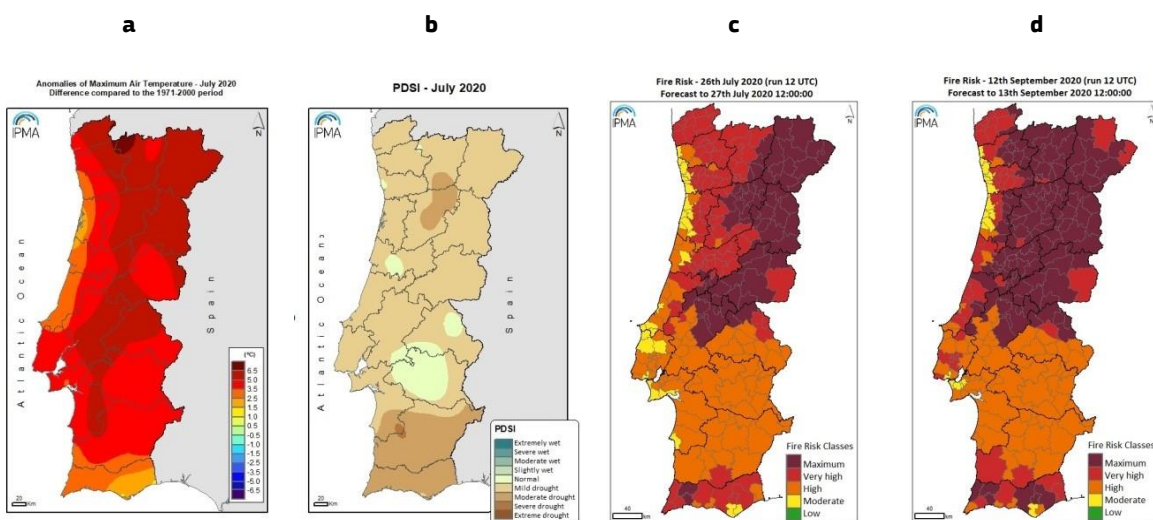 a
b
c
d
Anomalies of Maximum Air Temperature - July 2020
Difference compared to the 1971-2000 period
IPMA
N
Atlantic Ocean
Spain
(ºC)
6.5
5.0
3.5
2.5
1.5
0.5
-0.5
-1.0
-1.5
-2.5
-3.5
-5.0
-6.5
20
Km
PDSI - July 2020
IPMA
N
Atlantic Ocean
Spain
PDSI
Extremely wet
Severe wet
Moderate wet
Slightly wet
Normal
Mild drought
Moderate drought
Severe drought
Extreme drought
20
Km
Fire Risk - 26th July 2020 (run 12 UTC)
Forecast to 27th July 2020 12:00:00
IPMA
N
Fire Risk Classes
Maximum
Very high
High
Moderate
Low
40
Km
Fire Risk - 12th September 2020 (run 12 UTC)
Forecast to 13th September 2020 12:00:00
IPMA
N
Fire Risk Classes
Maximum
Very high
High
Moderate
Low
40
Km